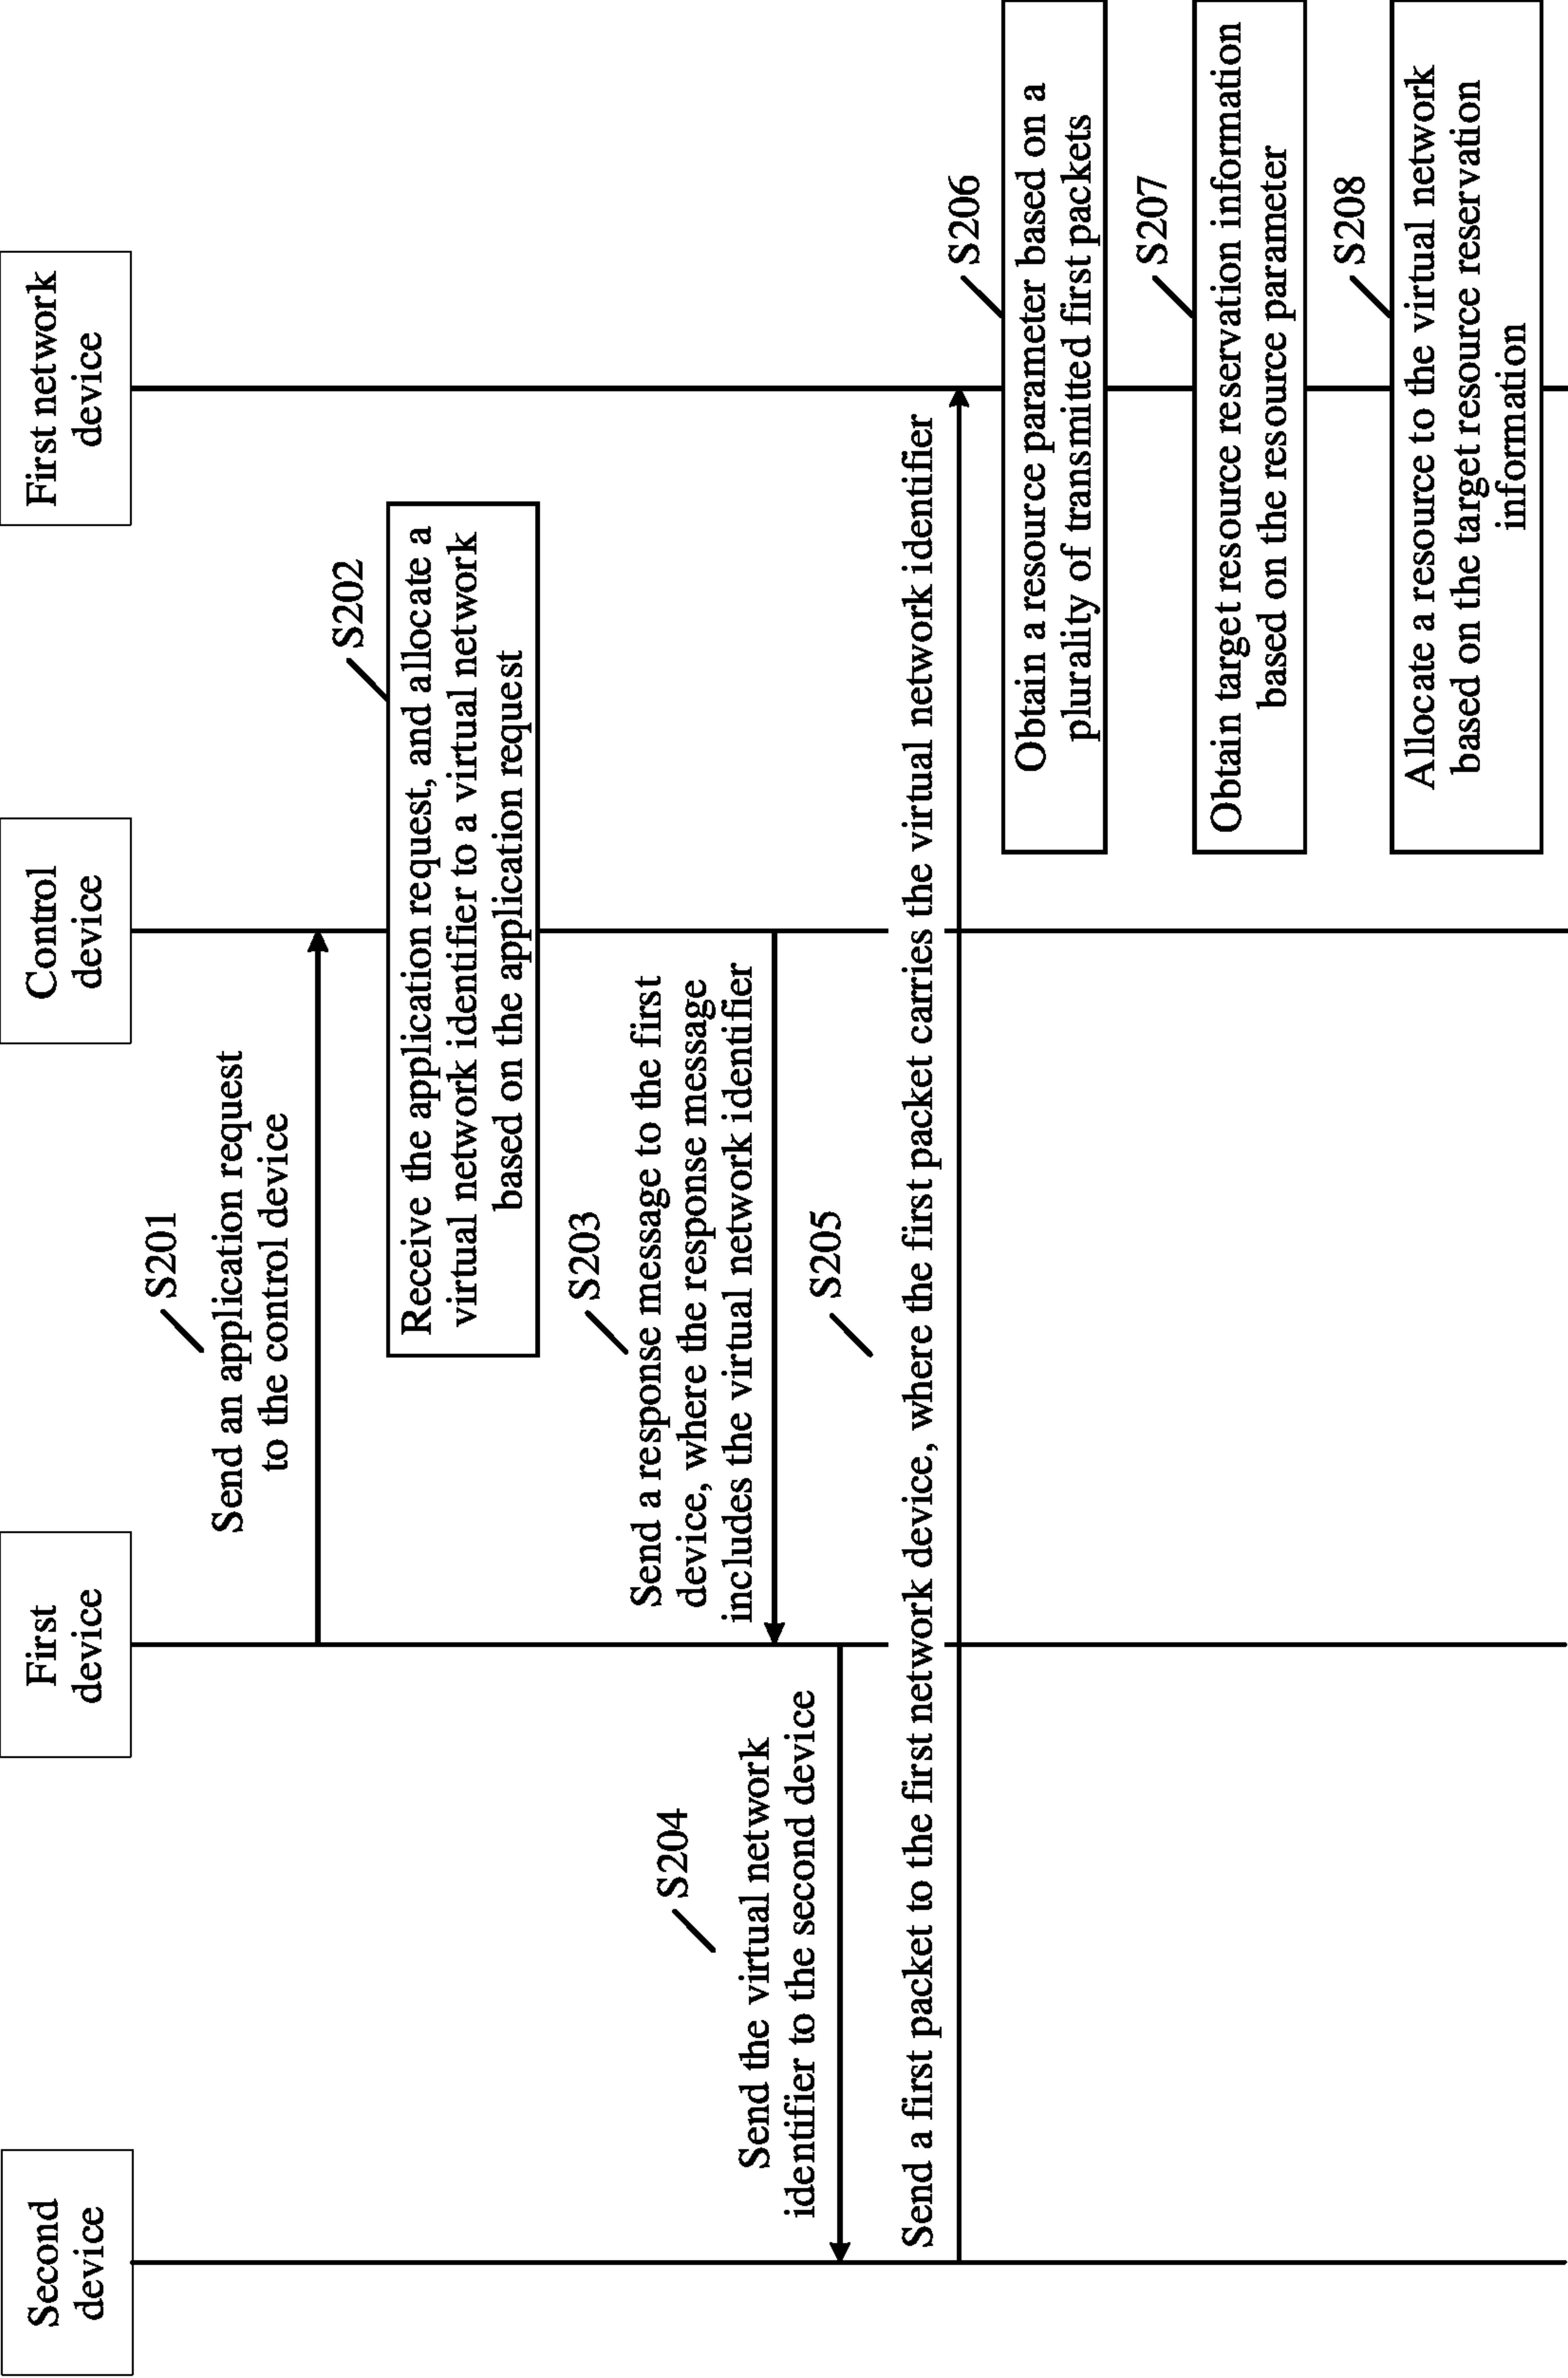 Second
device
First
device
Control
device
First network
device
S201
Send an application request
to the control device
S202
Receive the application request, and allocate a
virtual network identifier to a virtual network
based on the application request
S203
Send a response message to the first
device, where the response message
includes the virtual network identifier
S204
Send the virtual network
identifier to the second device
S205
Send a first packet to the first network device, where the first packet carries the virtual network identifier
S206
Obtain a resource parameter based on a
plurality of transmitted first packets
S207
Obtain target resource reservation information
based on the resource parameter
S208
Allocate a resource to the virtual network
based on the target resource reservation
information